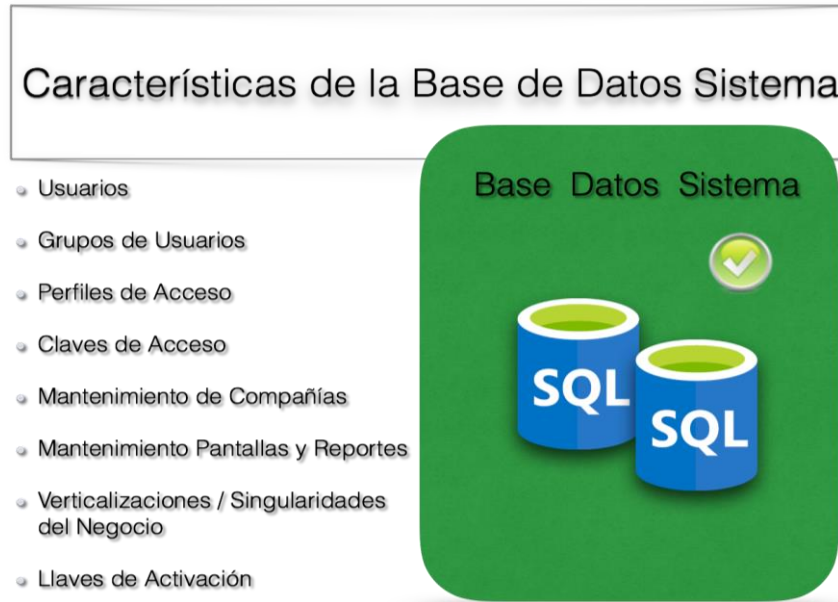 Características de la Base de Datos Sistema
Usuarios
Grupos de Usuarios
Perfiles de Acceso
Claves de Acceso
Mantenimiento de Compañías
Mantenimiento Pantallas y Reportes
Verticalizaciones / Singularidades
del Negocio
Llaves de Activación
Base Datos Sistema
SQL
SQL